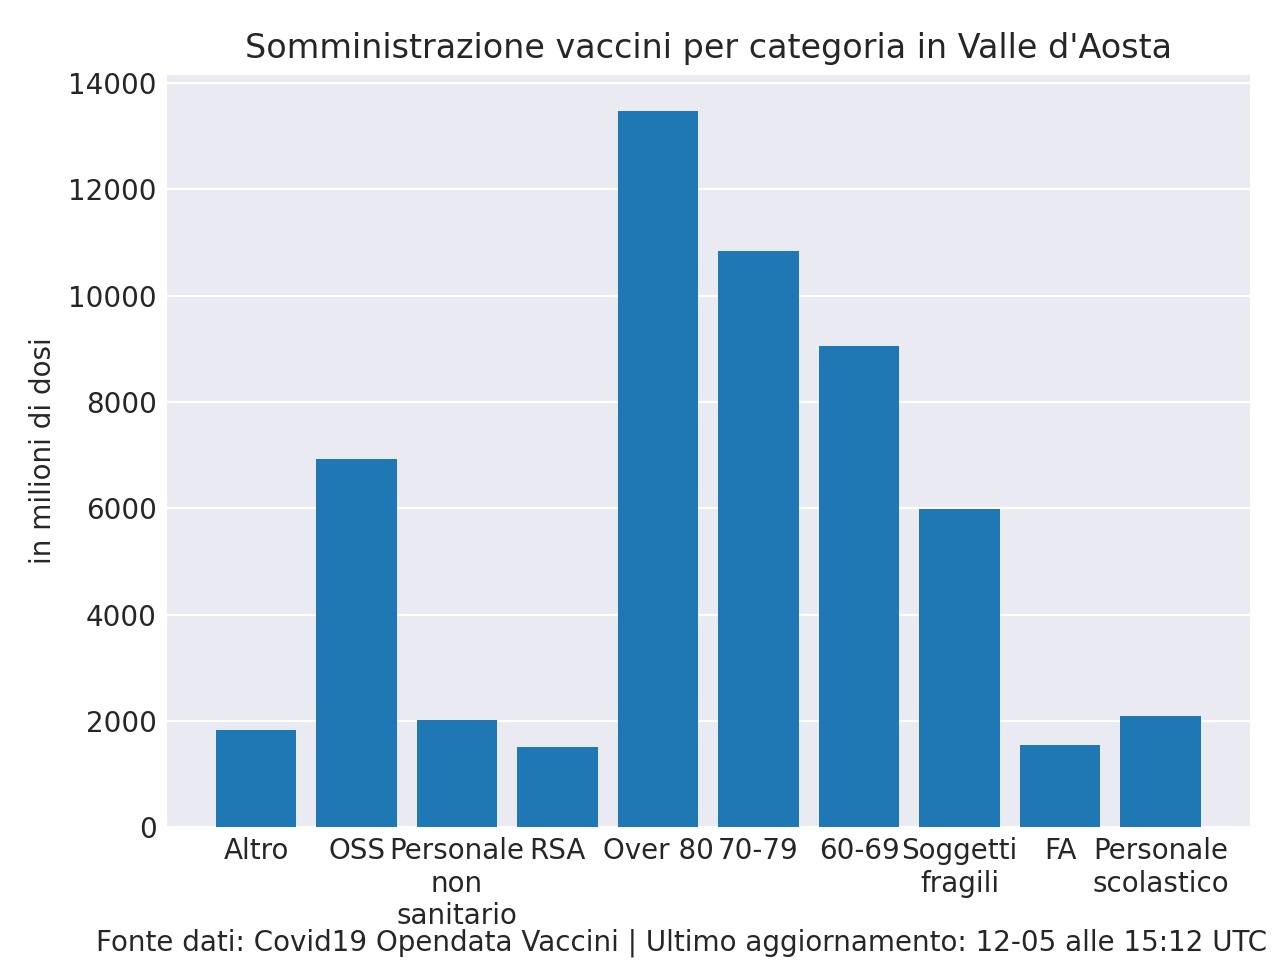 Somministrazione vaccini per categoria in Valle d'Aosta
14000
12000
10000
8000
6000
4000
2000
0
in milioni di dosi
Altro
OSS
Personale
non
sanitario
RSA
Over 80
70-79
60-69
Soggetti
fragili
FA
Personale
scolastico
Fonte dati: Covid19 Opendata Vaccini | Ultimo aggiornamento: 12-05 alle 15:12 UTC